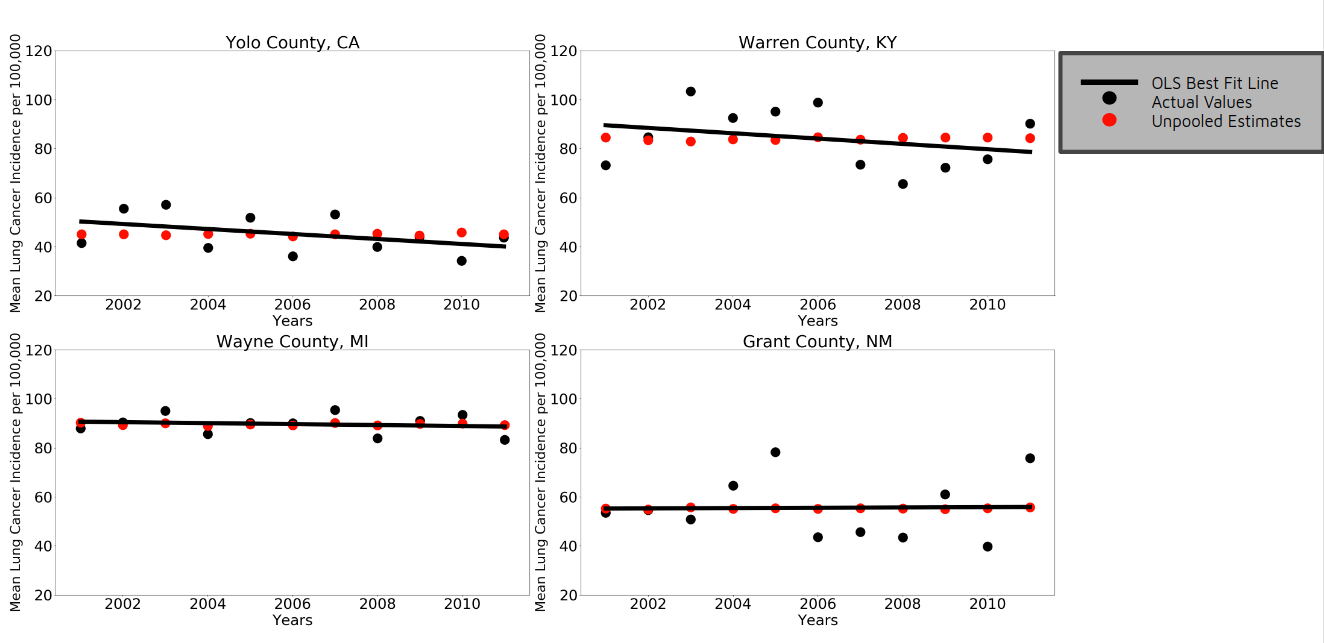 Yolo County, CA
Mean Lung Cancer Incidence per 100,000
120
100
80
60
40
20
2002 2004 2006 2008 2010
Years
Warren County, KY
Mean Lung Cancer Incidence per 100,000
120
100
80
60
40
20
2002 2004 2006 2008 2010
Years
OLS Best Fit Line
Actual Values
Unpooled Estimates
Wayne County, MI
Mean Lung Cancer Incidence per 100,000
120
100
80
60
40
20
2002 2004 2006 2008 2010
Years
Grant County, NM
Mean Lung Cancer Incidence per 100,000
120
100
80
60
40
20
2002 2004 2006 2008 2010
Years